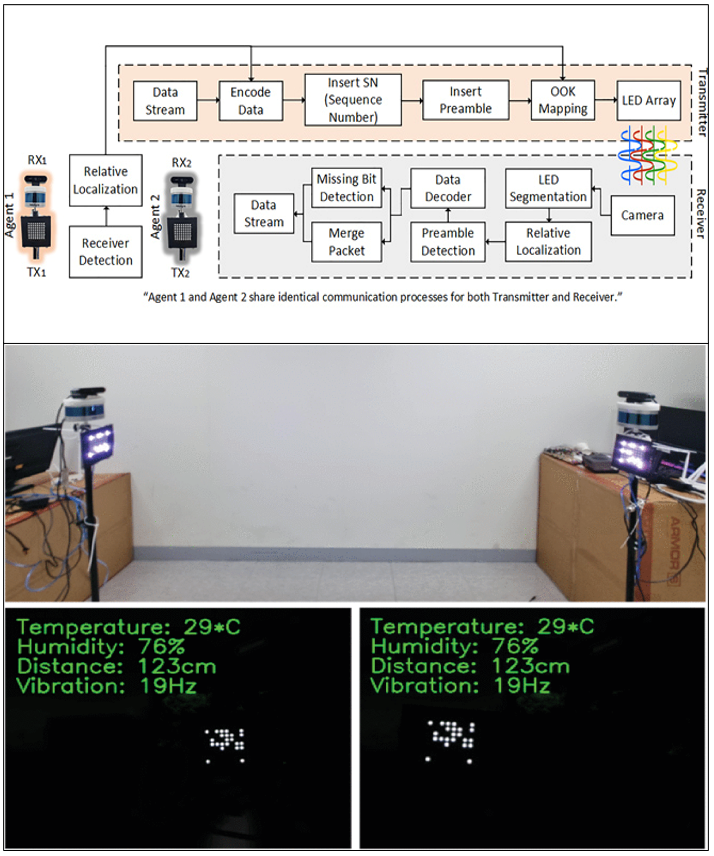 Transmitter
Data
Stream
Encode
Data
Insert SN
(Sequence
Number)
Insert
Preamble
OOK
Mapping
LED Array
Agent 1
RX1
TX1
Relative
Localization
Receiver
Detection
Agent 2
RX2
TX2
Receiver
Data
Stream
Missing Bit
Detection
Merge
Packet
Data
Decoder
Preamble
Detection
LED
Segmentation
Relative
Localization
Camera
“Agent 1 and Agent 2 share identical communication processes for both Transmitter and Receiver.”
ARMOR
Temperature: 29*C
Humidity: 76%
Distance: 123cm
Vibration: 19Hz
Temperature: 29*C
Humidity: 76%
Distance: 123cm
Vibration: 19Hz